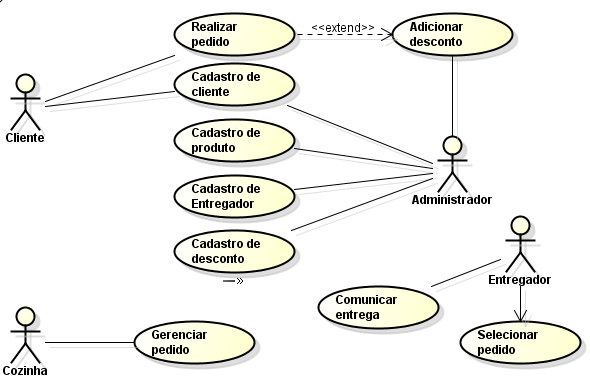 Realizar
pedido
<<extend>>
Adicionar
desconto
Cadastro de
cliente
Cliente
Cadastro de
produto
Cadastro de
Entregador
Administrador
Cadastro de
desconto
Entregador
Comunicar
entrega
Gerenciar
pedido
Selecionar
pedido
Cozinha